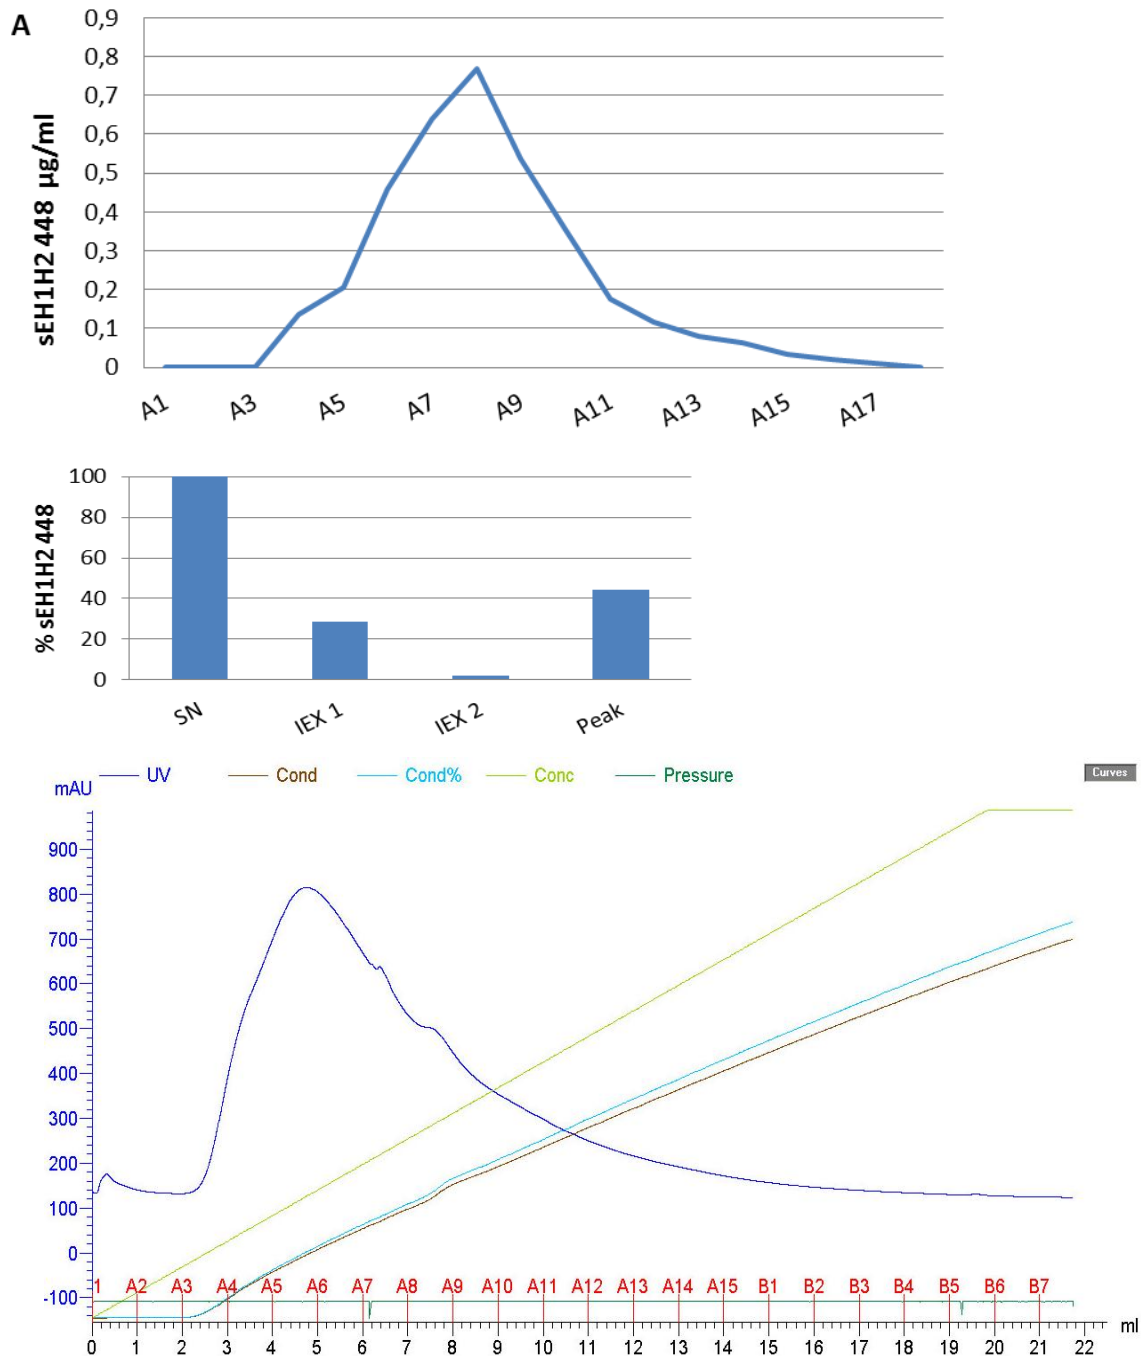 A
sEH1H2 448 µg/ml
0,9
0,8
0,7
0,6
0,5
0,4
0,3
0,2
0,1
0
A1 A3 A5 A7 A9 A11 A13 A15 A17
% sEH1H2 448
100
80
60
40
20
0
SN IEX 1 IEX 2 Peak
UV Cond Cond% Conc Pressure
Curves
mAU
900
800
700
600
500
400
300
200
100
0
-100
1 A2 A3 A4 A5 A6 A7 A8 A9 A10 A11 A12 A13 A14 A15 B1 B2 B3 B4 B5 B6 B7
0 1 2 3 4 5 6 7 8 9 10 11 12 13 14 15 16 17 18 19 20 21 22 ml